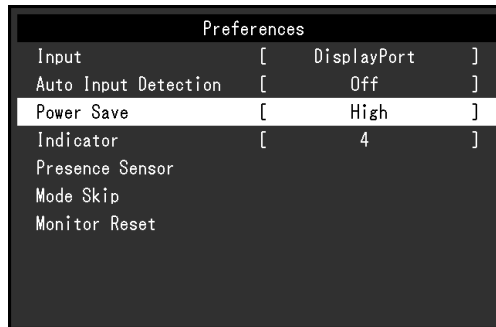 Preferences
Input [ DisplayPort ]
Auto Input Detection [ Off ]
Power Save [ High ]
Indicator [ 4 ]
Presence Sensor
Mode Skip
Monitor Reset